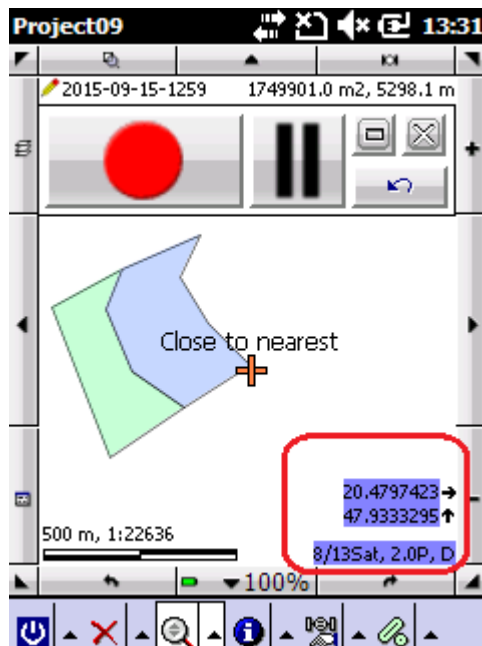 Project09 13:31
2015-09-15-1259 1749901.0 m2, 5298.1 m
Close to nearest
20.4797423
47.9333295
500 m, 1:22636
8/13Sat, 2.0P, D
100%